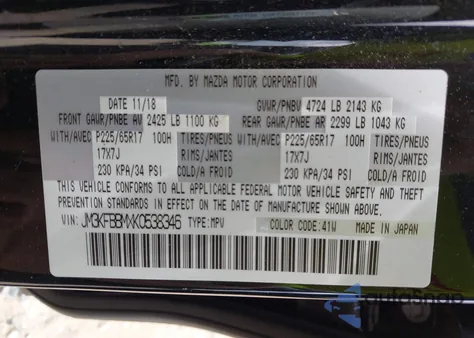 MFD. BY MAZDA MOTOR CORPORATION
DATE 11/18 GVWR/PNBV 4724 LB 2143 KG
FRONT GAWR/PNBE AV 2425 LB 1100 KG REAR GAWR/PNBE AR 2299 LB 1043 KG
WITH/AVEC P225/65R17 100H TIRES/PNEUS WITH/AVEC P225/65R17 100H TIRES/PNEUS
17X7J RIMS/JANTES 17X7J RIMS/JANTES
230 KPA/34 PSI COLD/A FROID 230 KPA/34 PSI COLD/A FROID
THIS VEHICLE CONFORMS TO ALL APPLICABLE FEDERAL MOTOR VEHICLE SAFETY, BUMPER, AND THEFT
PREVENTION STANDARDS IN EFFECT ON THE DATE OF MANUFACTURE SHOWN ABOVE.
VIN: JM3KFBBMXK0538346 TYPE: MPV COLOR CODE: 41W MADE IN JAPAN